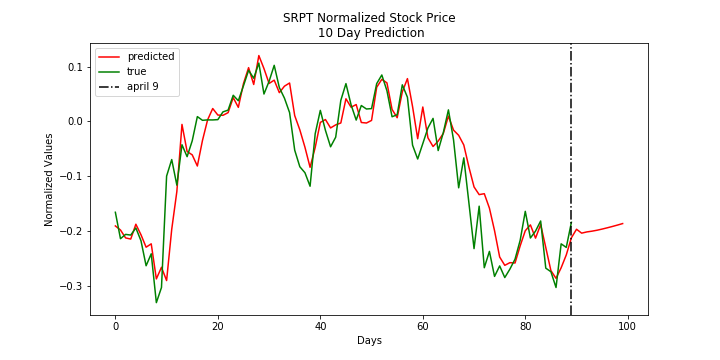 SRPT Normalized Stock Price
10 Day Prediction
predicted
true
april 9
0.1
0.0
−0.1
−0.2
−0.3
Normalized Values
0 20 40 60 80 100
Days